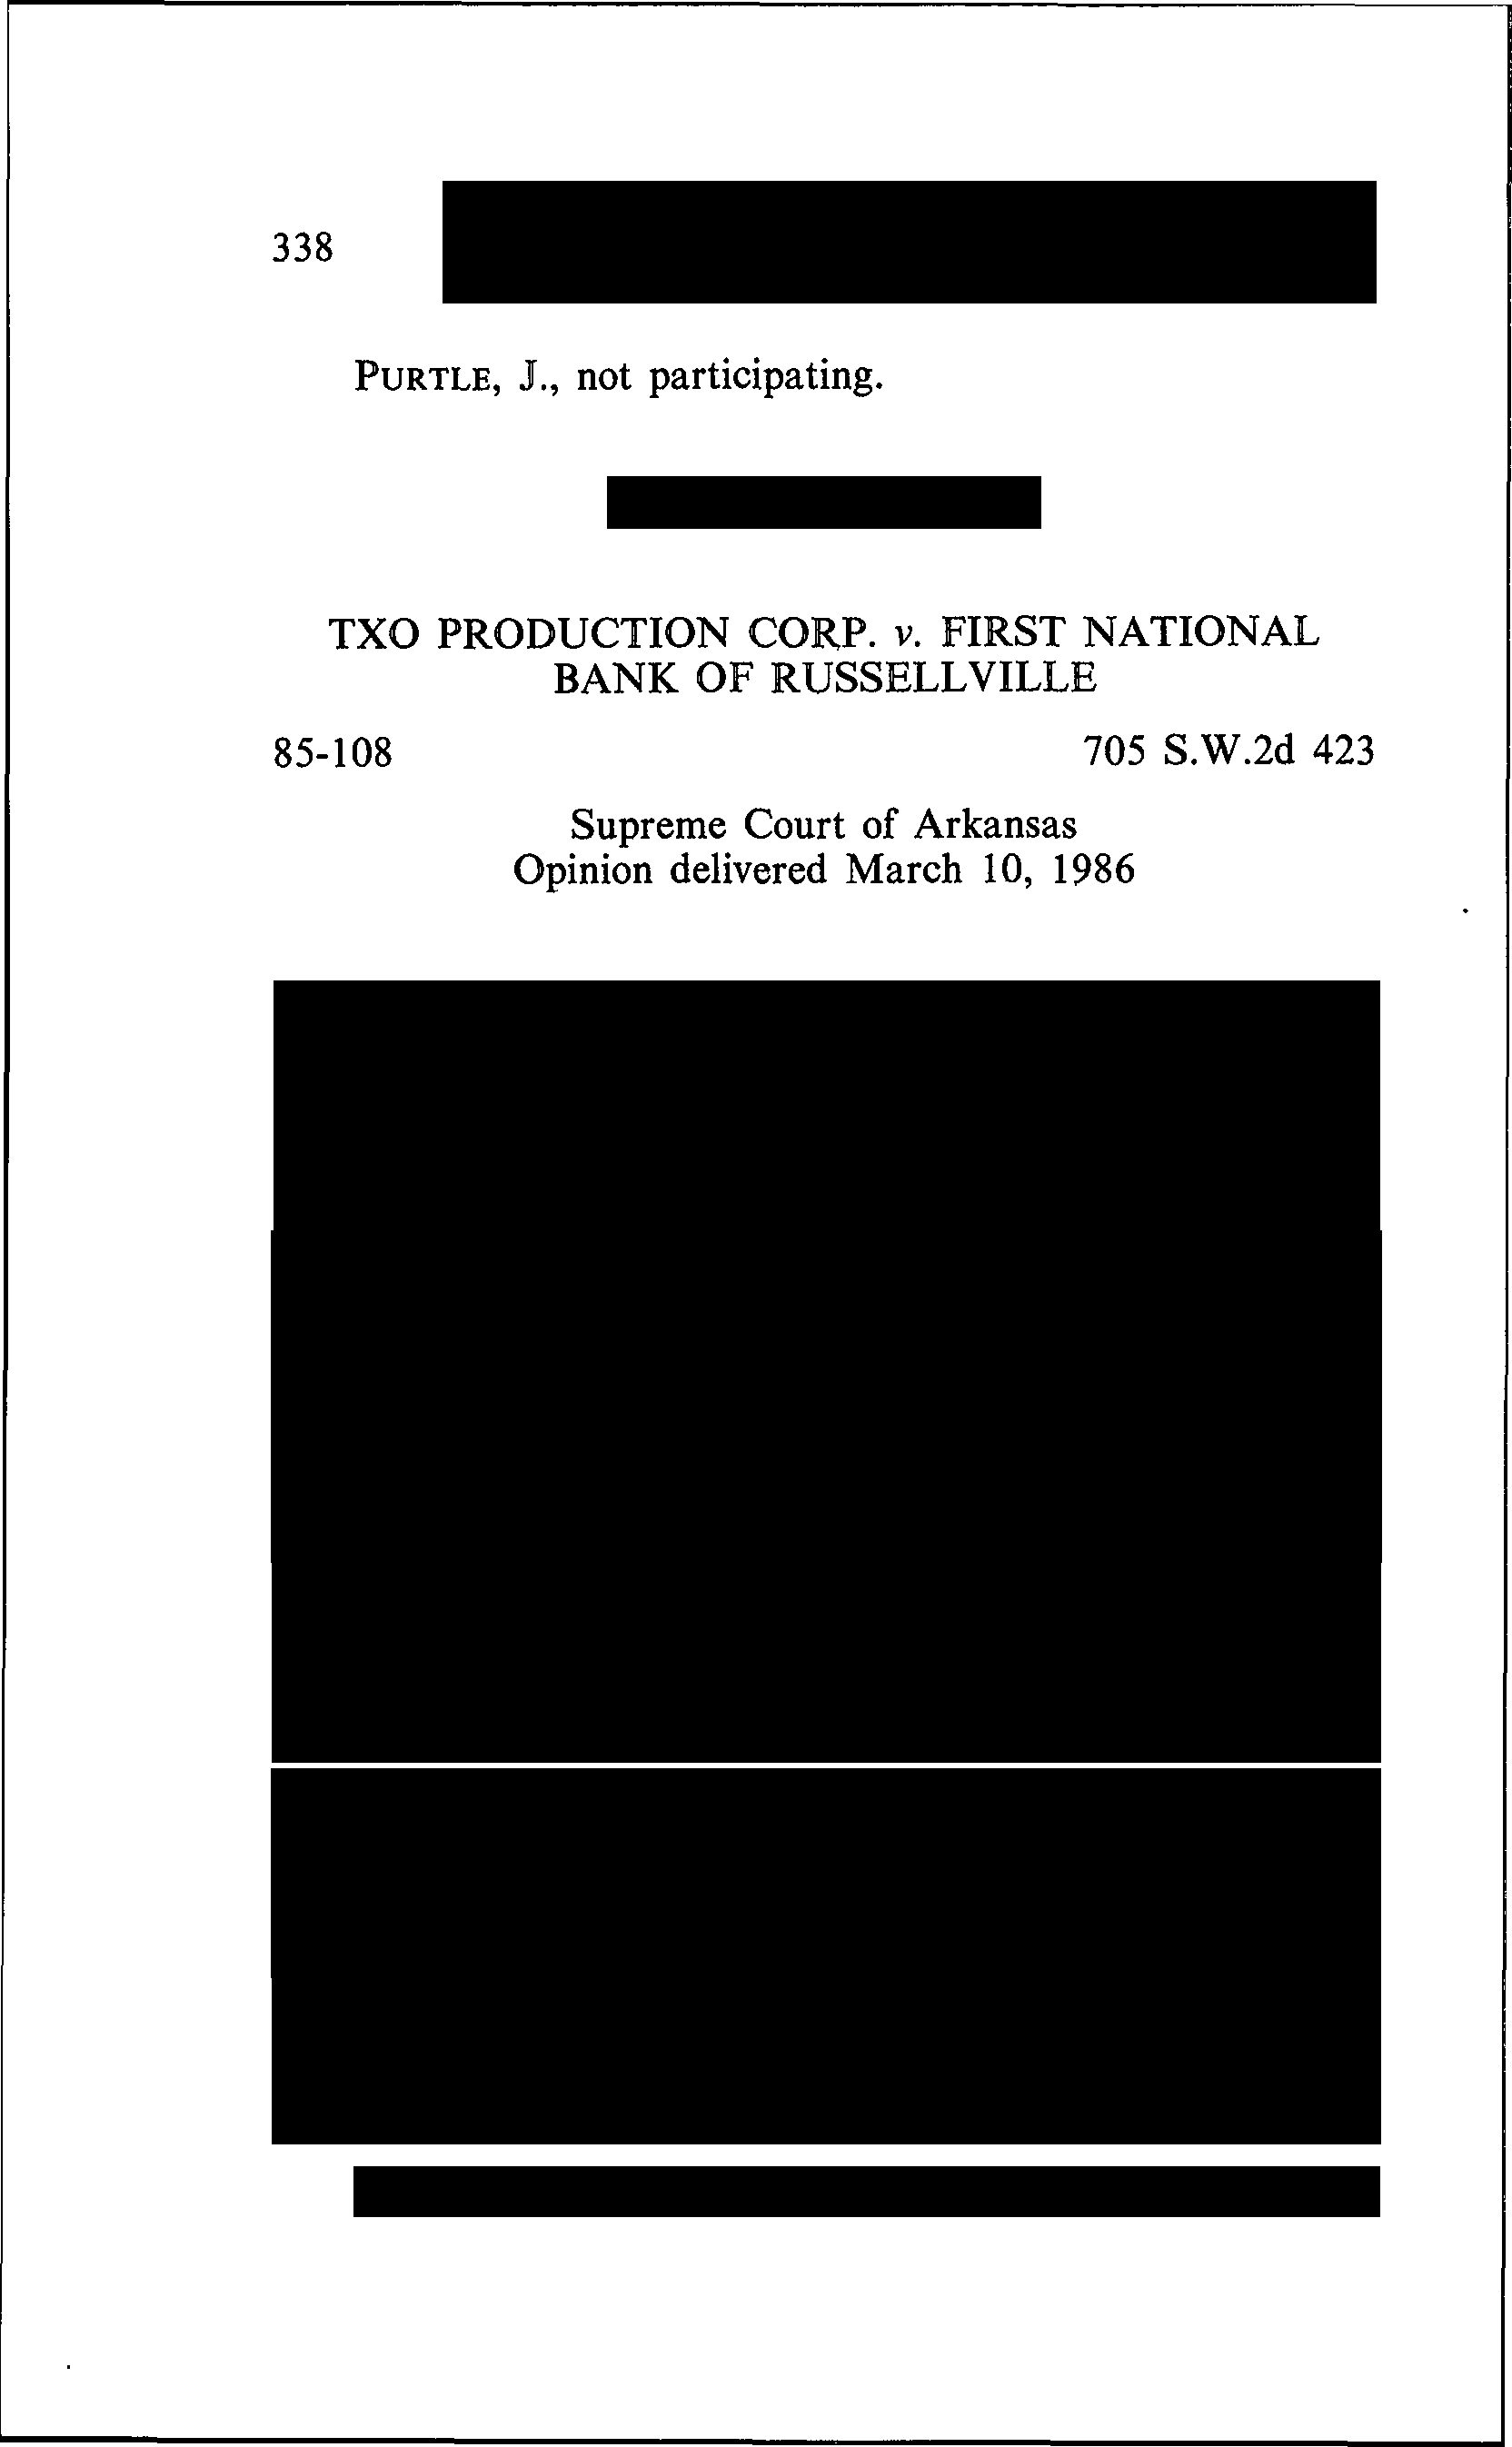 338
PURTLE, J., not participating.
TXO PRODUCTION CORP. v. FIRST NATIONAL
BANK OF RUSSELLVILLE
85-108 705 S.W.2d 423
Supreme Court of Arkansas
Opinion delivered March 10, 1986